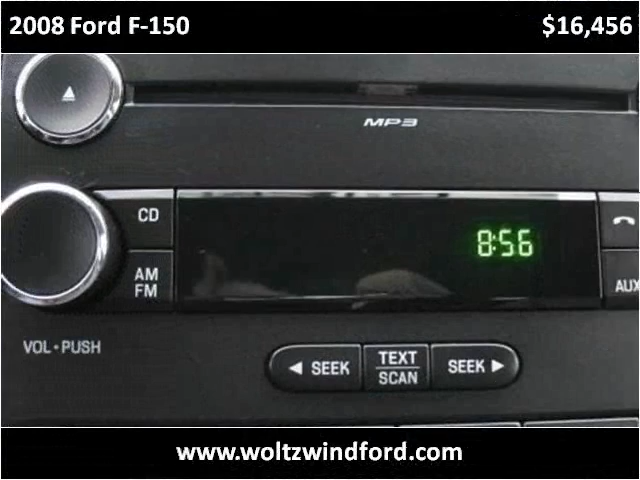 2008 Ford F-150 $16,456
MP3
CD
8:56
AM
FM
AUX
VOL•PUSH
SEEK
TEXT
SCAN
SEEK
www.woltzwindford.com